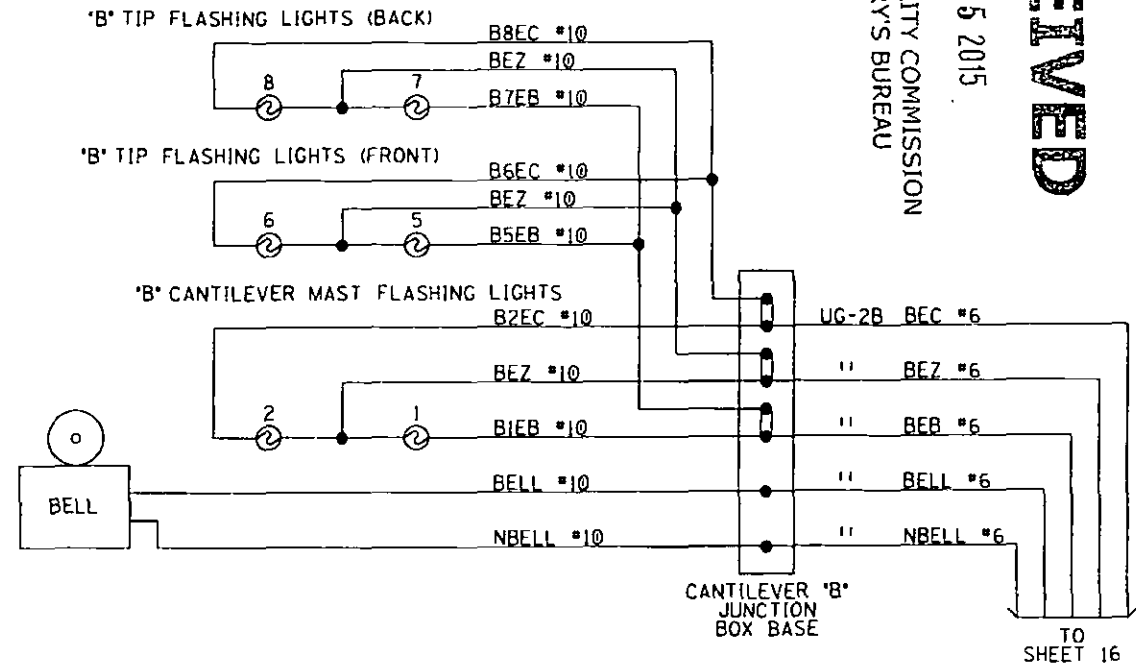 "B" TIP FLASHING LIGHTS (BACK)
B8EC #10
BEZ #10
8
7
B7EB #10
"B" TIP FLASHING LIGHTS (FRONT)
B6EC #10
BEZ #10
6
5
B5EB #10
"B" CANTILEVER MAST FLASHING LIGHTS
B2EC #10
UG-2B BEC #6
BEZ #10
" BEZ #6
2
1
B1EB #10
" BEB #6
BELL
BELL #10
" BELL #6
NBELL #10
" NBELL #6
CANTILEVER "B"
JUNCTION
BOX BASE
TO
SHEET 16
EIVED
5 2015
LITY COMMISSION
RY'S BUREAU